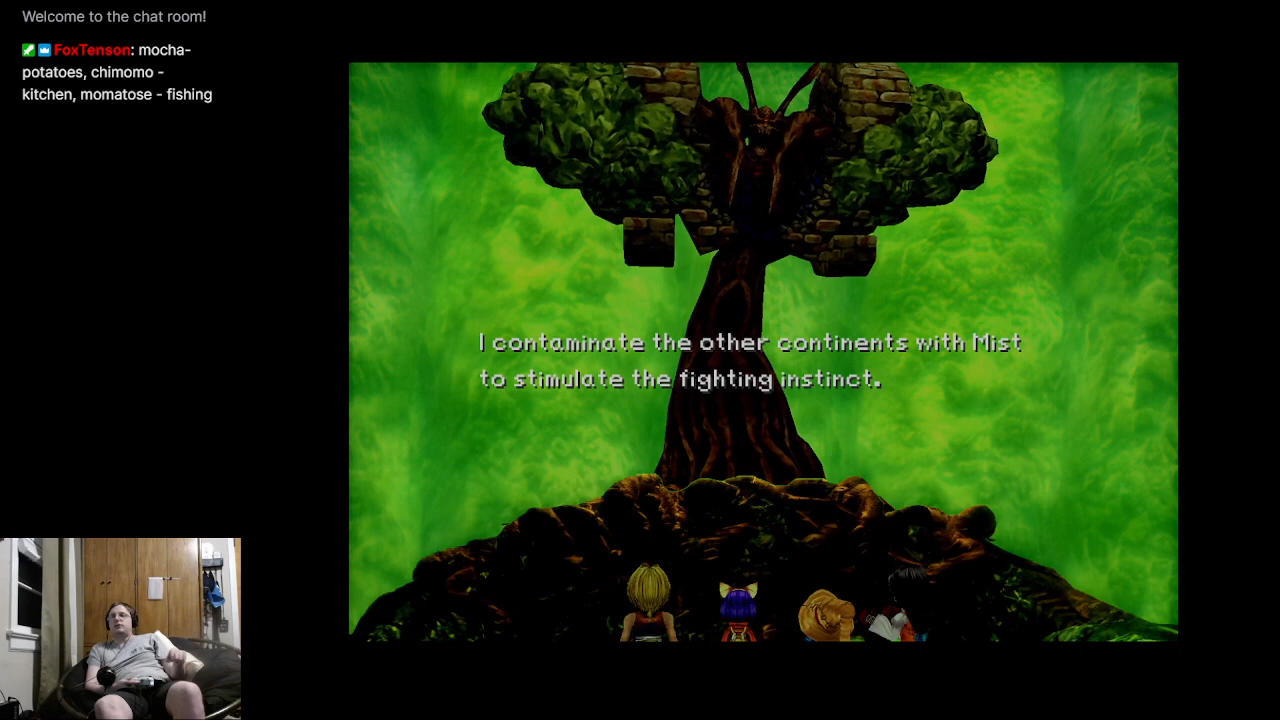 Welcome to the chat room!
FoxTenson: mocha-
potatoes, chimomo -
kitchen, momatose - fishing
I contaminate the other continents with Mist
to stimulate the fighting instinct.